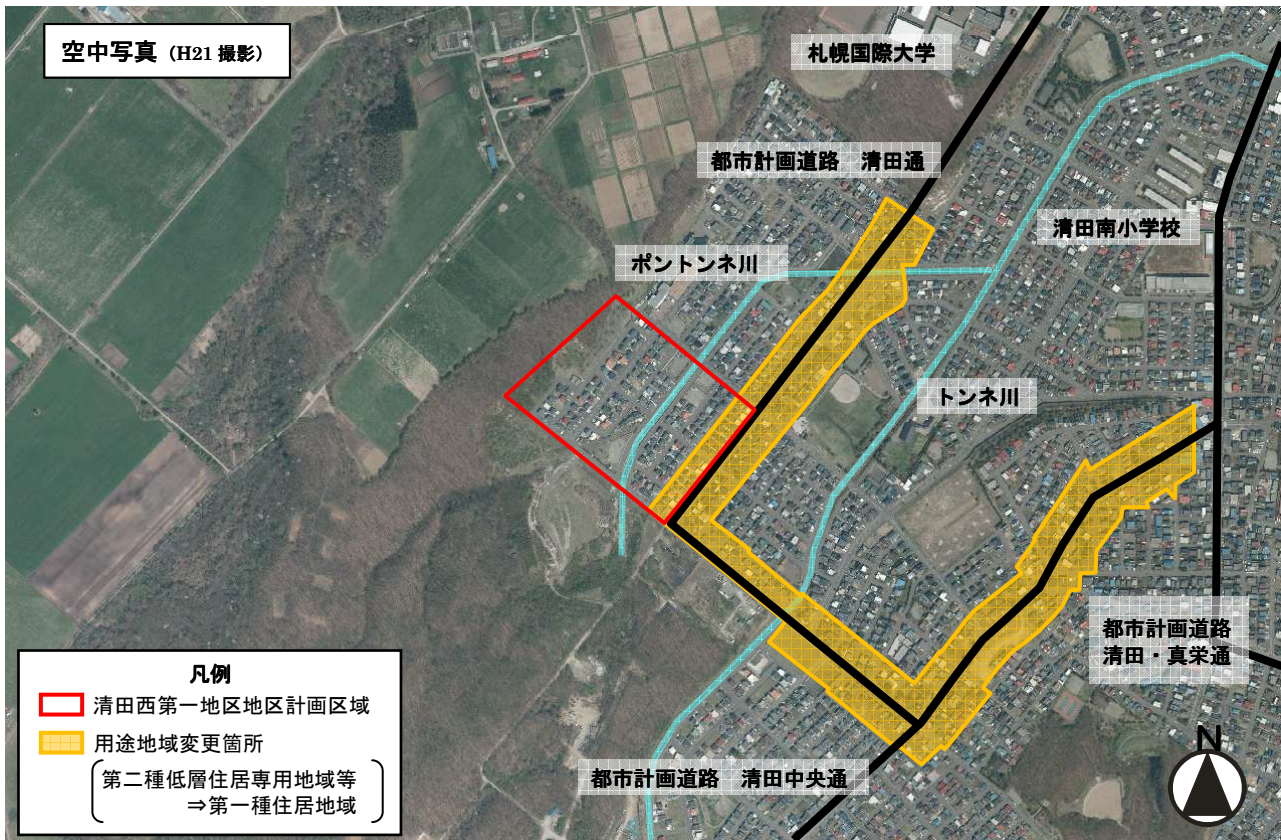 空中写真（H21 撮影）
札幌国際大学
都市計画道路　清田通
清田南小学校
ポントンネ川
トンネ川
都市計画道路
清田・真栄通
凡例
清田西第一地区地区計画区域
用途地域変更箇所
第二種低層住居専用地域等
⇒第一種住居地域
都市計画道路　清田中央通
N